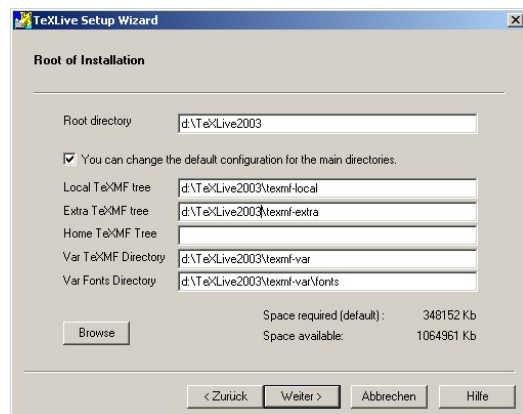 TeXLive Setup Wizard
Root of Installation
Root directory d:\TeXLive2003
You can change the default configuration for the main directories.
Local TeXMF tree d:\TeXLive2003\texmf-local
Extra TeXMF tree d:\TeXLive2003\texmf-extra
Home TeXMF Tree
Var TeXMF Directory d:\TeXLive2003\texmf-var
Var Fonts Directory d:\TeXLive2003\texmf-var\fonts
Space required (default) : 348152 Kb
Browse Space available: 1064961 Kb
< Zurück Weiter > Abbrechen Hilfe